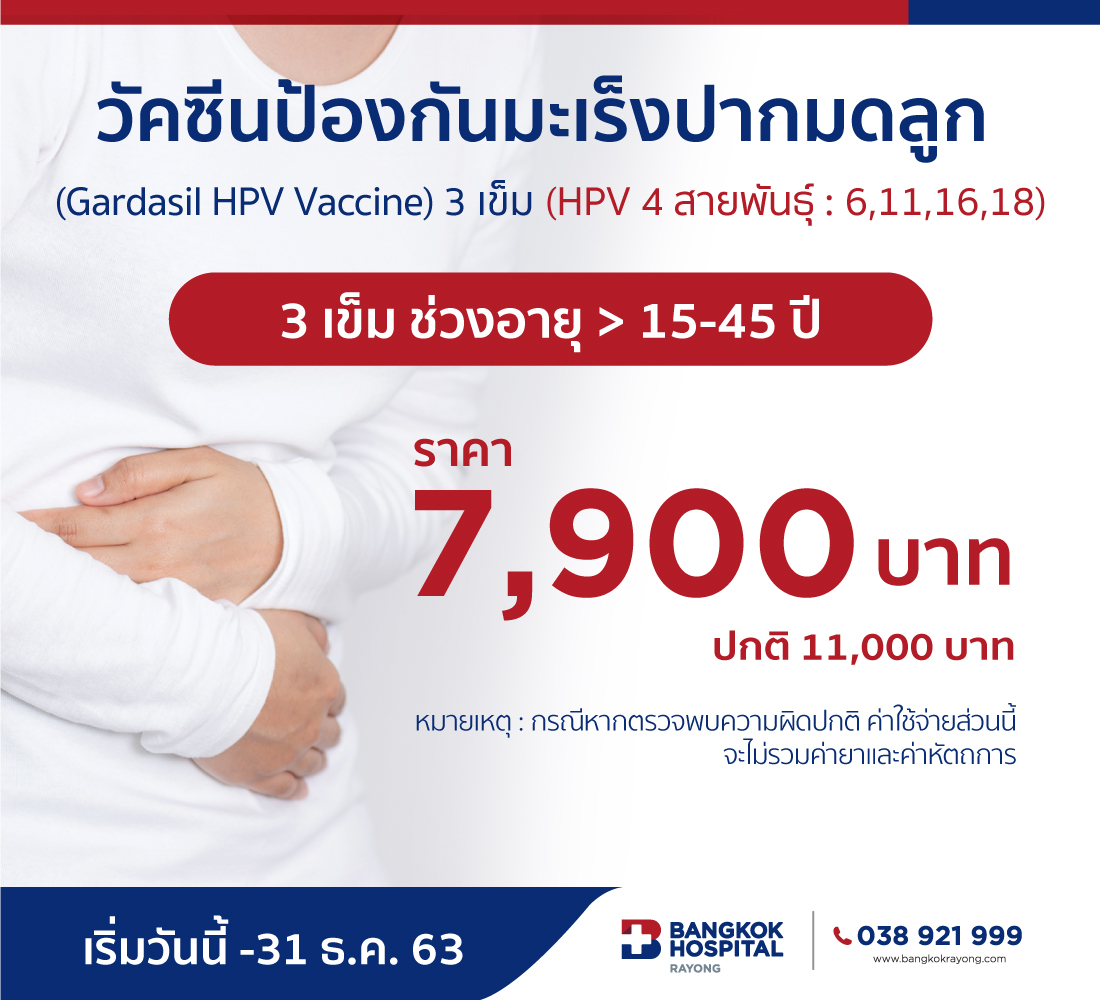 วัคซีนป้องกันมะเร็งปากมดลูก
(Gardasil HPV Vaccine) 3 เข็ม (HPV 4 สายพันธุ์ : 6,11,16,18)
3 เข็ม ช่วงอายุ > 15-45 ปี
ราคา
7,900 บาท
ปกติ 11,000 บาท
หมายเหตุ : กรณีหากตรวจพบความผิดปกติ ค่าใช้จ่ายส่วนนี้
จะไม่รวมค่ายาและค่าหัตถการ
เริ่มวันนี้ -31 ธ.ค. 63
BANGKOK
HOSPITAL
RAYONG
038 921 999
www.bangkokrayong.com